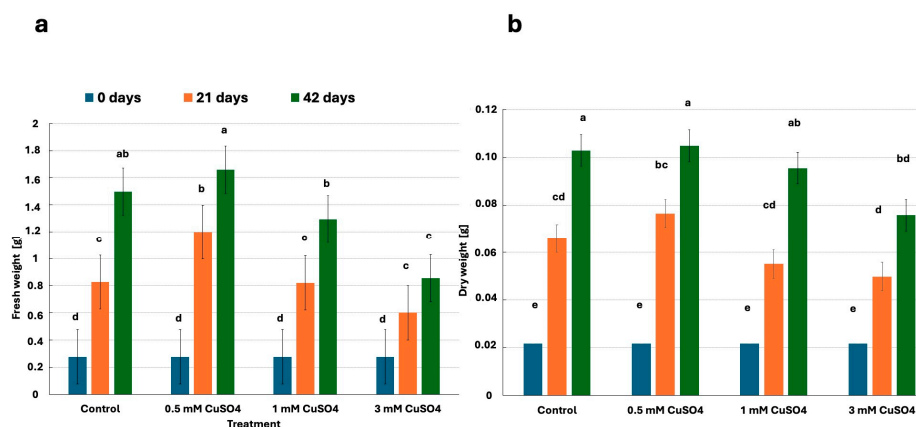 a
b
0 days 21 days 42 days
Fresh weight [g]
2
1.8
1.6
1.4
1.2
1
0.8
0.6
0.4
0.2
0
d c ab
d b a
d c b
d c c
Control 0.5 mM CuSO4 1 mM CuSO4 3 mM CuSO4
Treatment
Dry weight [g]
0.12
0.10
0.08
0.06
0.04
0.02
0
e cd a
e bc a
e cd ab
e d bd
Control 0.5 mM CuSO4 1 mM CuSO4 3 mM CuSO4